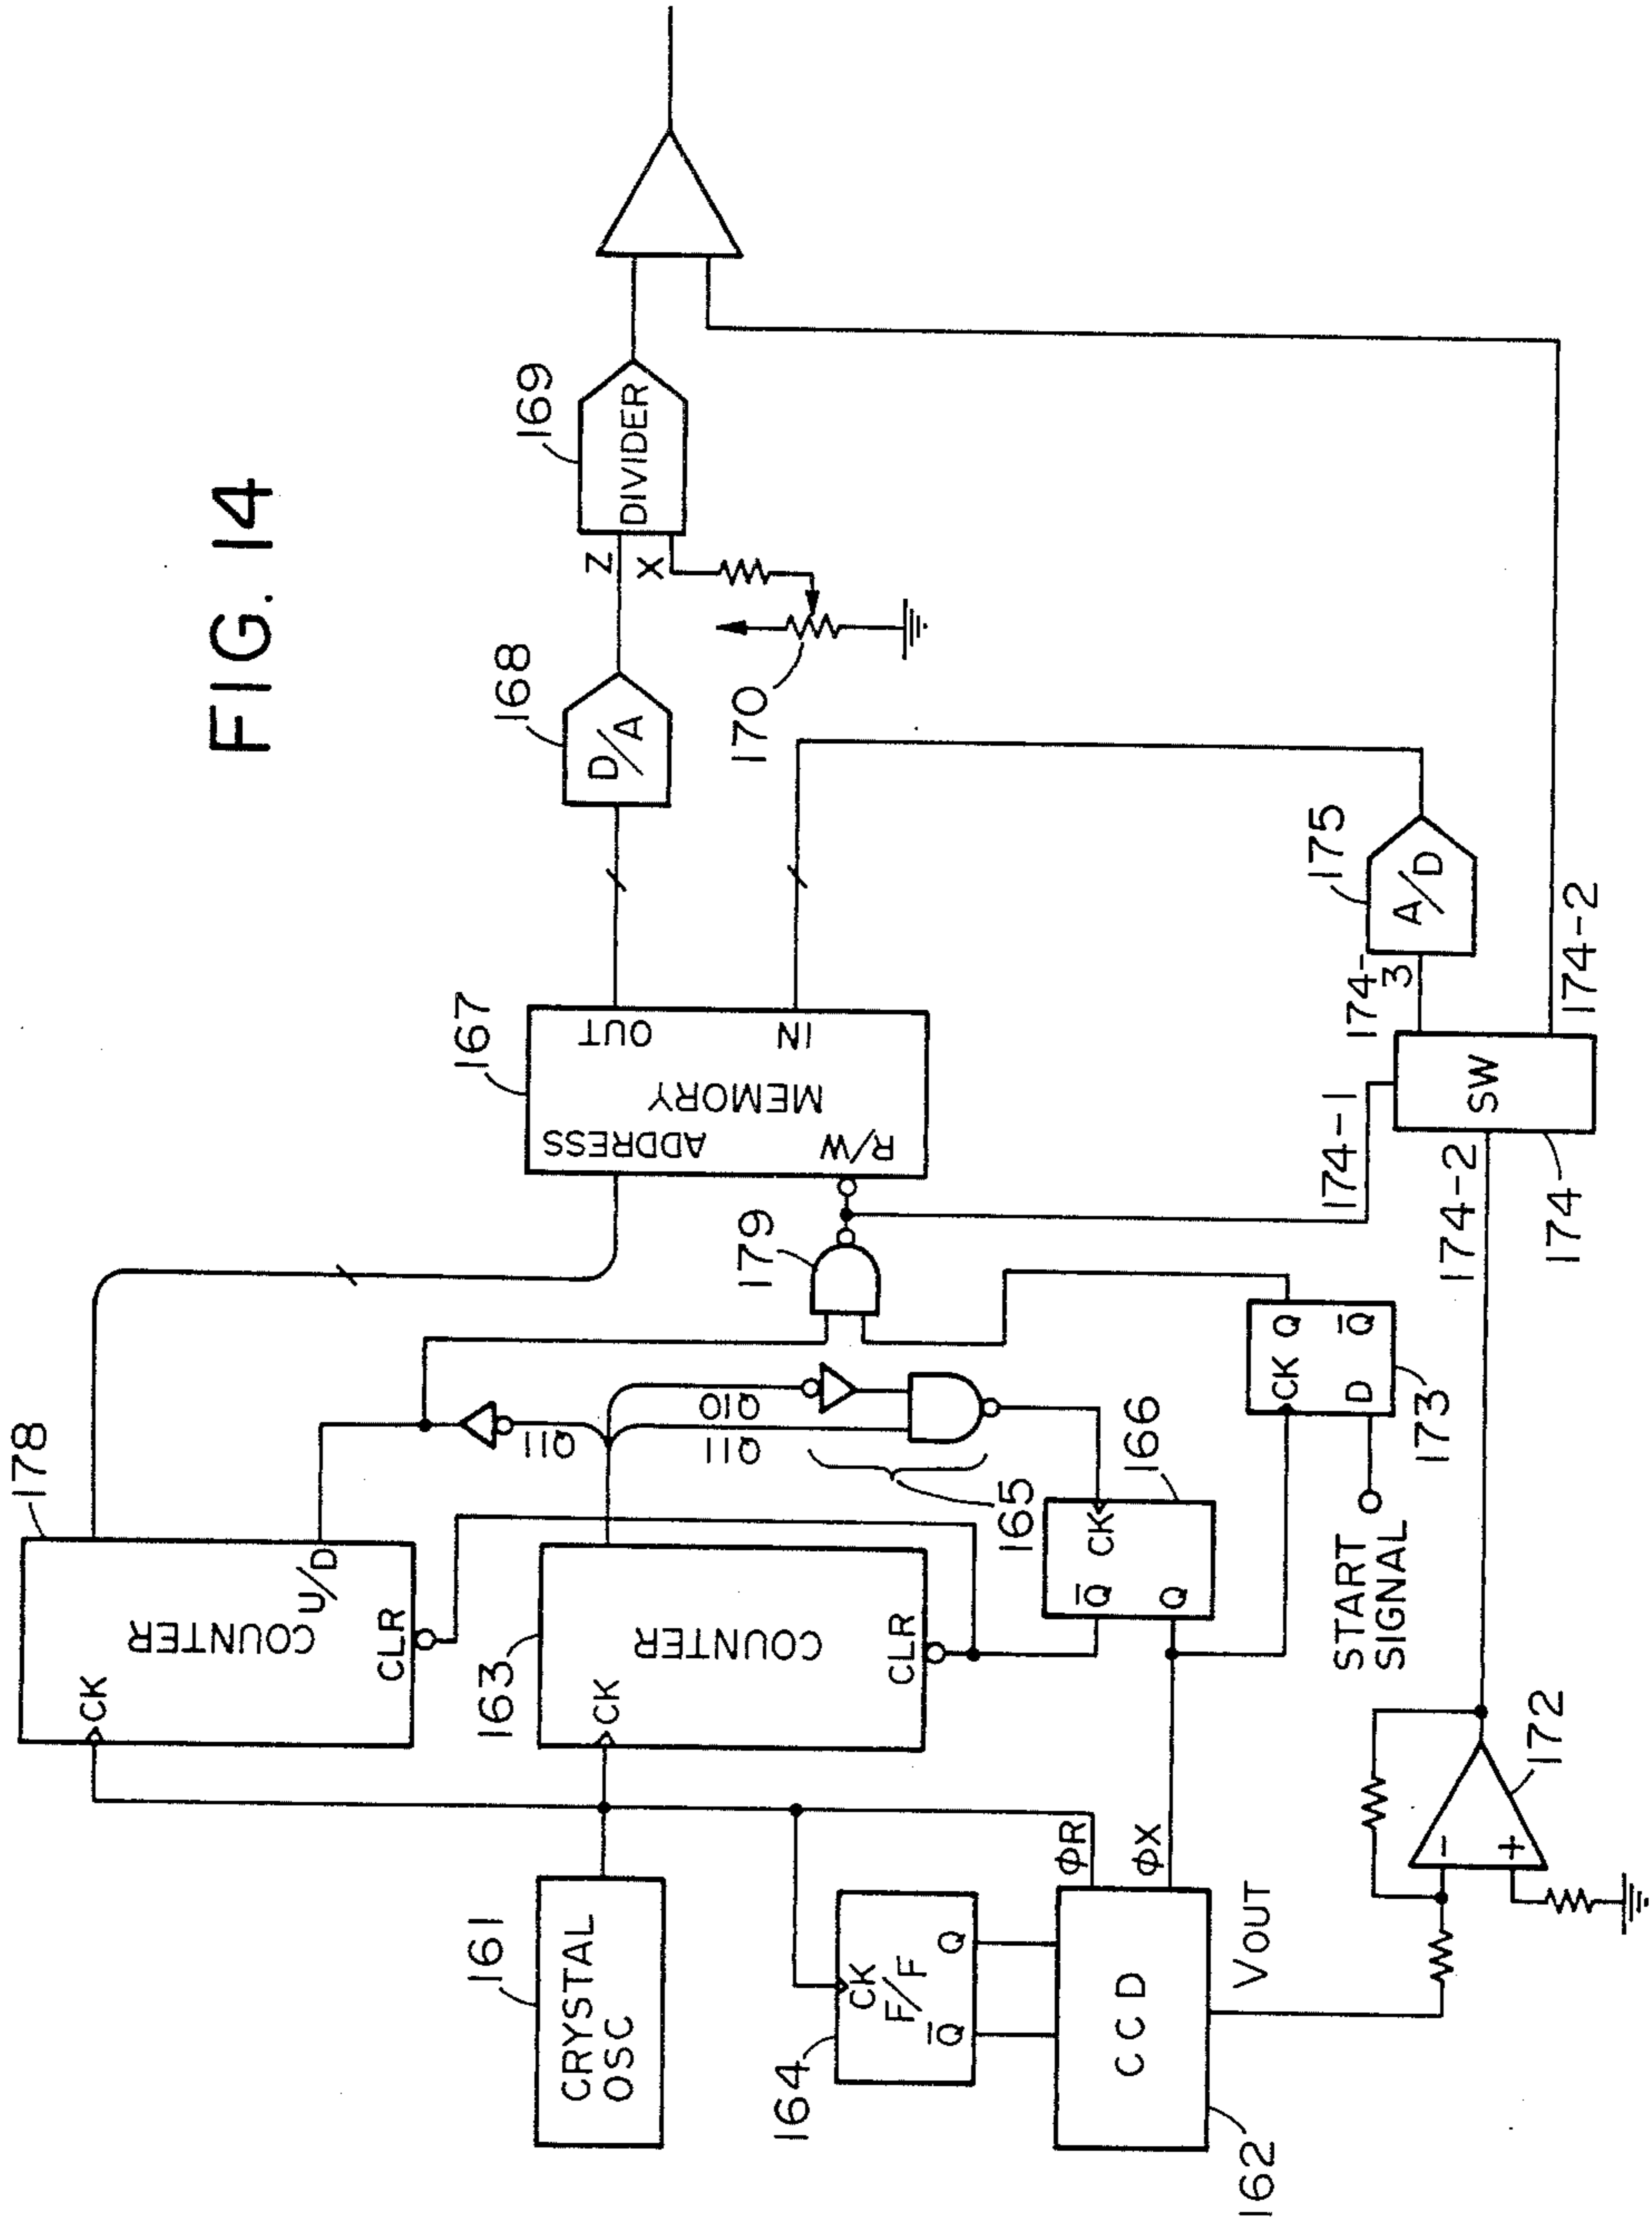 FIG. 14
178
CK
COUNTER
U/D
CLR
161
CRYSTAL
OSC
163
CK
COUNTER
CLR
Q11
Q10
Q11
165
179
167
ADDRESS
MEMORY
R/W
OUT
IN
168
D/A
169
Z
X
DIVIDER
170
164
CK
F/F
Q̅
Q
162
CCD
ΦR
ΦX
VOUT
166
Q̅
CK
Q
173
CK
Q
D
Q̅
START
SIGNAL
172
−
+
174-1
174-2
174
SW
174-
3
174-2
175
A/D